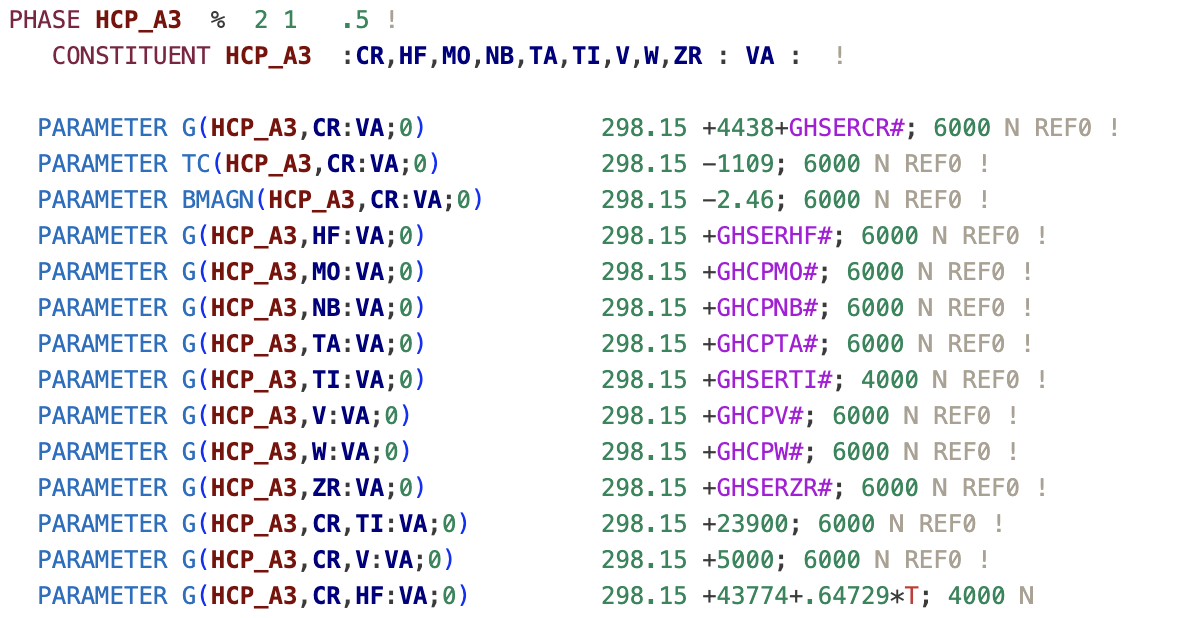 PHASE HCP_A3  %  2 1   .5 !
   CONSTITUENT HCP_A3  :CR,HF,MO,NB,TA,TI,V,W,ZR : VA :  !
  PARAMETER G(HCP_A3,CR:VA;0)            298.15 +4438+GHSERCR#; 6000 N REF0 !
  PARAMETER TC(HCP_A3,CR:VA;0)           298.15 -1109; 6000 N REF0 !
  PARAMETER BMAGN(HCP_A3,CR:VA;0)        298.15 -2.46; 6000 N REF0 !
  PARAMETER G(HCP_A3,HF:VA;0)            298.15 +GHSERHF#; 6000 N REF0 !
  PARAMETER G(HCP_A3,MO:VA;0)            298.15 +GHCPMO#; 6000 N REF0 !
  PARAMETER G(HCP_A3,NB:VA;0)            298.15 +GHCPNB#; 6000 N REF0 !
  PARAMETER G(HCP_A3,TA:VA;0)            298.15 +GHCPTA#; 6000 N REF0 !
  PARAMETER G(HCP_A3,TI:VA;0)            298.15 +GHSERTI#; 4000 N REF0 !
  PARAMETER G(HCP_A3,V:VA;0)             298.15 +GHCPV#; 6000 N REF0 !
  PARAMETER G(HCP_A3,W:VA;0)             298.15 +GHCPW#; 6000 N REF0 !
  PARAMETER G(HCP_A3,ZR:VA;0)            298.15 +GHSERZR#; 6000 N REF0 !
  PARAMETER G(HCP_A3,CR,TI:VA;0)         298.15 +23900; 6000 N REF0 !
  PARAMETER G(HCP_A3,CR,V:VA;0)          298.15 +5000; 6000 N REF0 !
  PARAMETER G(HCP_A3,CR,HF:VA;0)         298.15 +43774+.64729*T; 4000 N